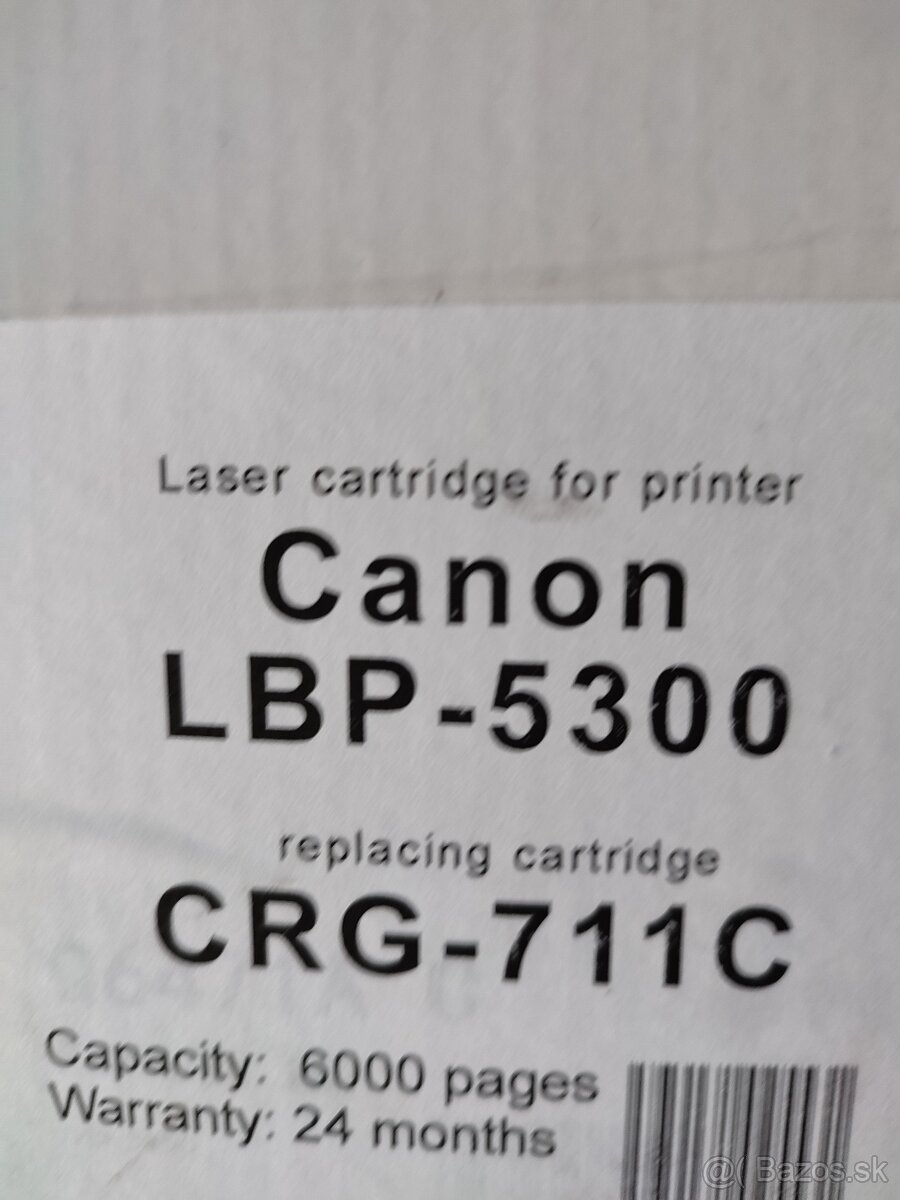 Laser cartridge for printer
Canon
LBP-5300
replacing cartridge
CRG-711C
Capacity: 6000 pages
Warranty: 24 months
@( Bazos.sk